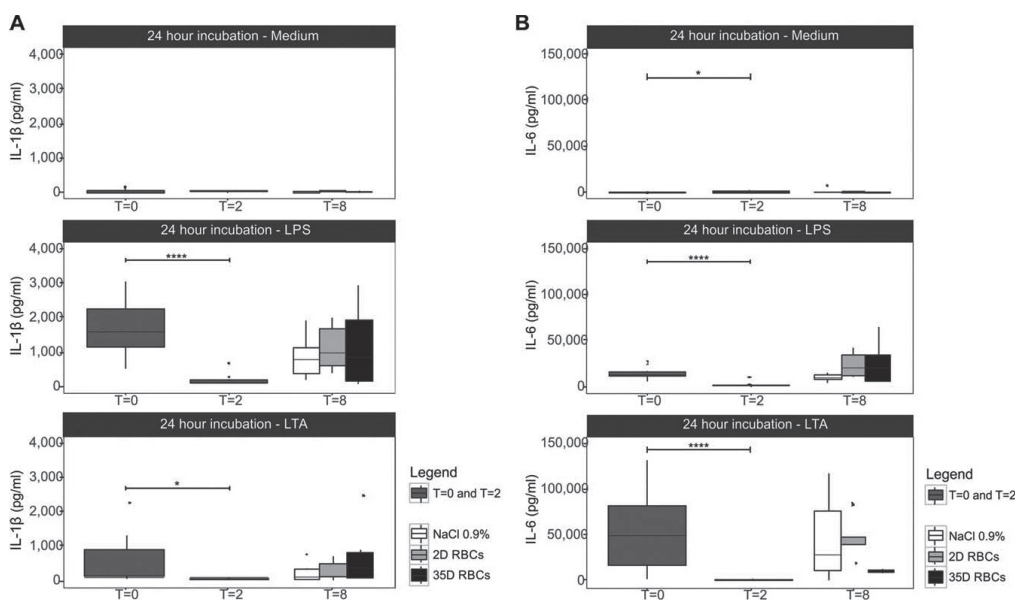 A
24 hour incubation - Medium
4,000
3,000
2,000
1,000
0
IL-1β (pg/ml)
T=0 T=2 T=8
24 hour incubation - LPS
4,000
3,000
2,000
1,000
0
IL-1β (pg/ml)
****
T=0 T=2 T=8
24 hour incubation - LTA
4,000
3,000
2,000
1,000
0
IL-1β (pg/ml)
*
T=0 T=2 T=8
Legend
T=0 and T=2
NaCl 0.9%
2D RBCs
35D RBCs
B
24 hour incubation - Medium
150,000
100,000
50,000
0
IL-6 (pg/ml)
*
T=0 T=2 T=8
24 hour incubation - LPS
150,000
100,000
50,000
0
IL-6 (pg/ml)
****
T=0 T=2 T=8
24 hour incubation - LTA
150,000
100,000
50,000
0
IL-6 (pg/ml)
****
T=0 T=2 T=8
Legend
T=0 and T=2
NaCl 0.9%
2D RBCs
35D RBCs